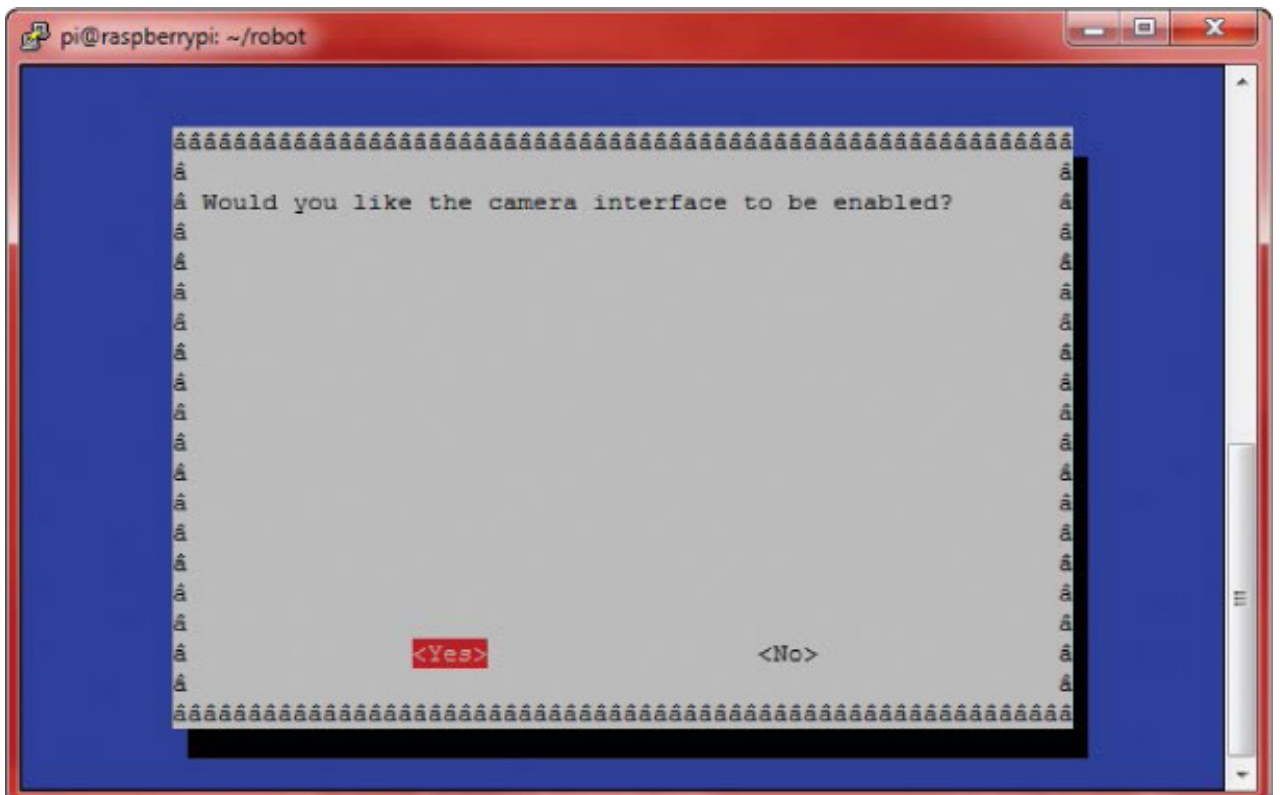 pi@raspberrypi: ~/robot
ââââââââââââââââââââââââââââââââââââââââââââââââââââââââââââ
â â
â Would you like the camera interface to be enabled? â
â â
â â
â â
â â
â â
â â
â â
â â
â â
â â
â â
â â
â â
â â
â <Yes> <No> â
â â
ââââââââââââââââââââââââââââââââââââââââââââââââââââââââââââ